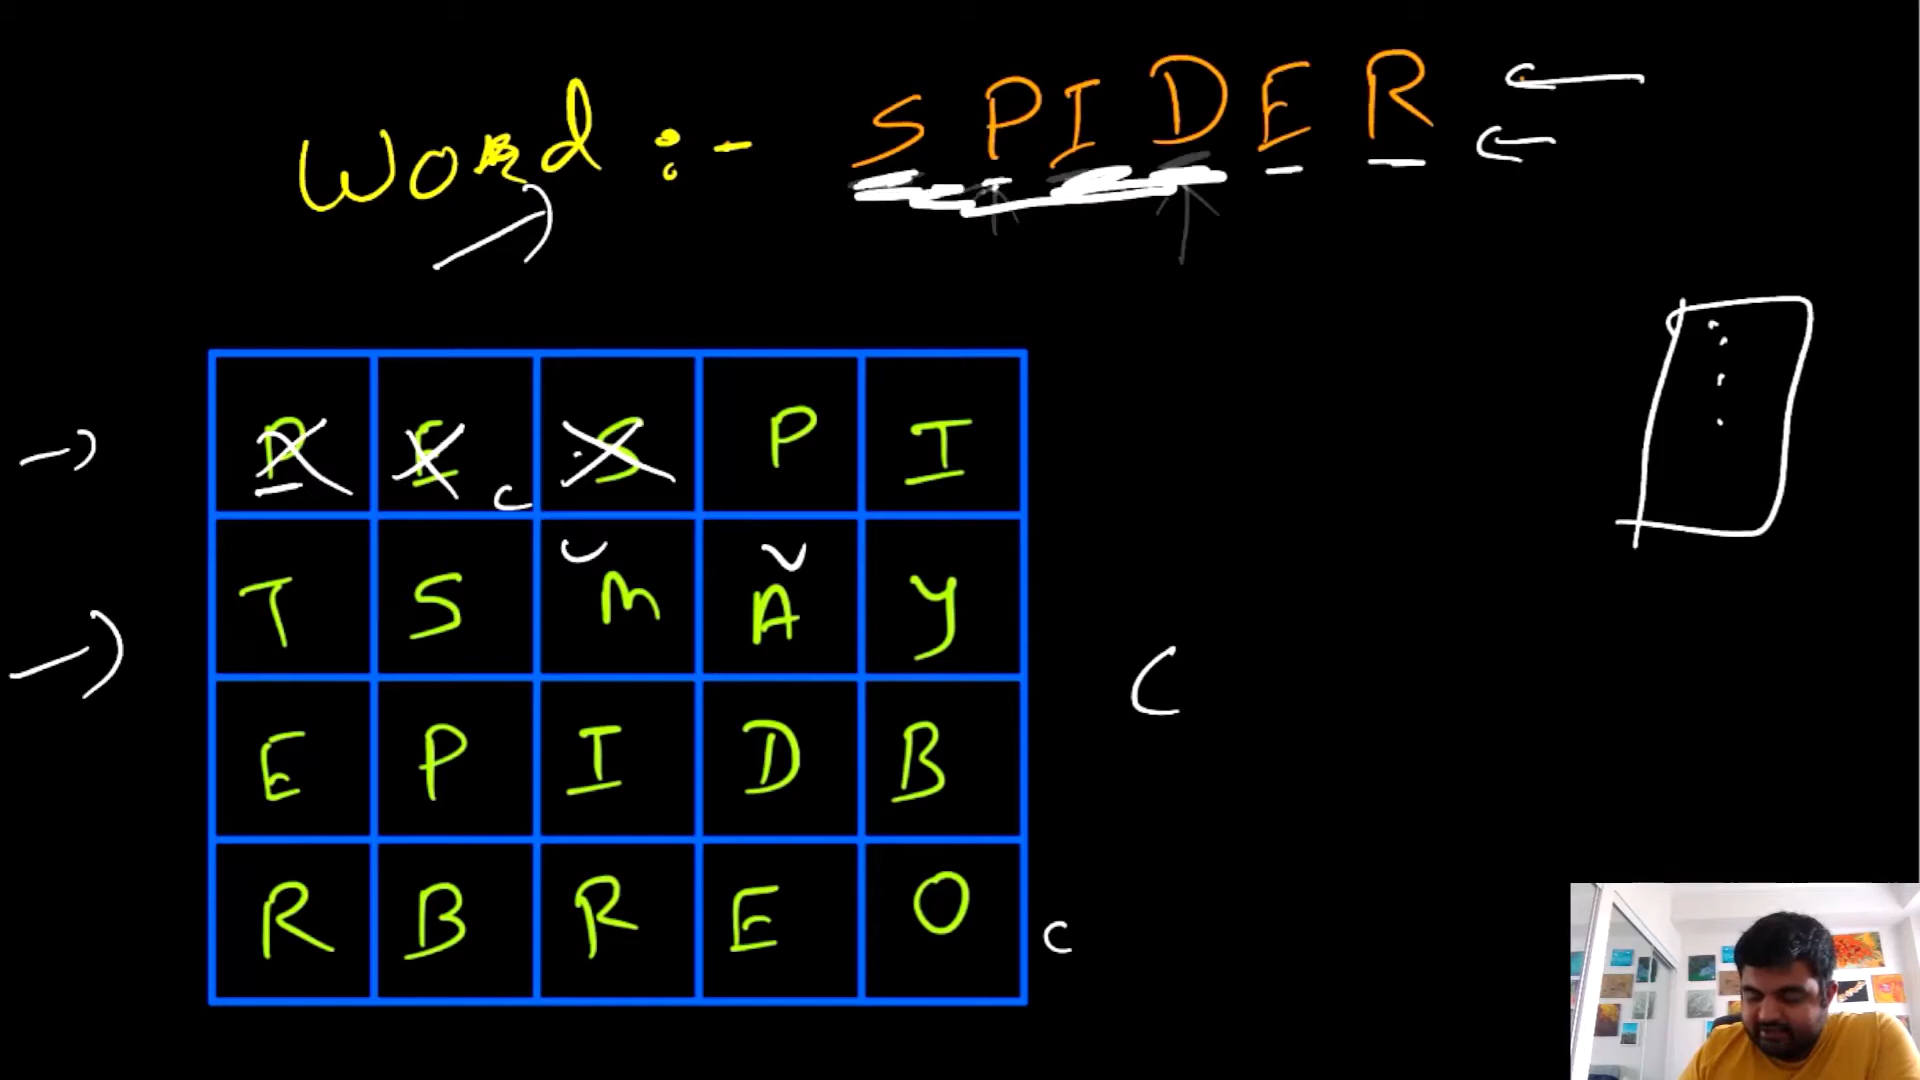 Word :- SPIDER
P E S P I
T S M A Y
E P I D B
R B R E O